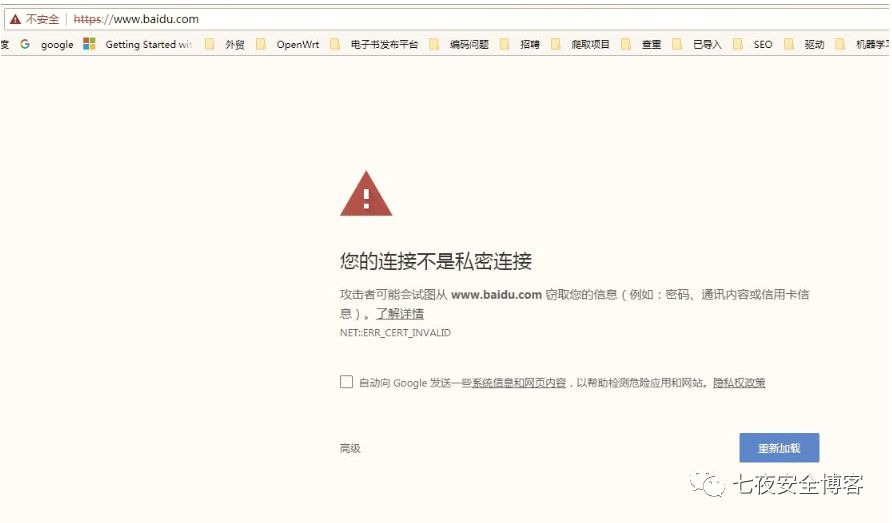 不安全 https://www.baidu.com
度 google Getting Started wit 外贸 OpenWrt 电子书发布平台 编码问题 招聘 爬取项目 查重 已导入 SEO 驱动 机器学习
您的连接不是私密连接
攻击者可能会试图从 www.baidu.com 窃取您的信息（例如：密码、通讯内容或信用卡信
息）。了解详情
NET::ERR_CERT_INVALID
自动向 Google 发送一些系统信息和网页内容，以帮助检测危险应用和网站。隐私权政策
高级 重新加载
七夜安全博客